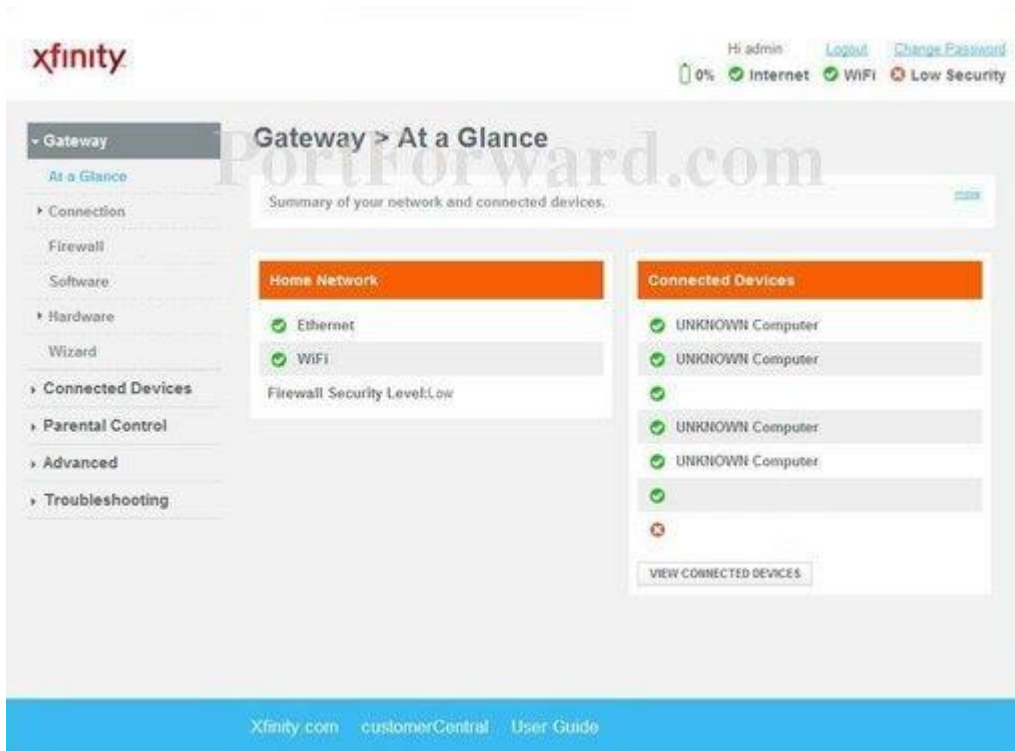 xfinity
Hi admin Logout Change Password
0% Internet WiFi Low Security
Gateway
At a Glance
Connection
Firewall
Software
Hardware
Wizard
Connected Devices
Parental Control
Advanced
Troubleshooting
Gateway > At a Glance
PortForward.com
Summary of your network and connected devices.
more
Home Network
Ethernet
WiFi
Firewall Security Level:Low
Connected Devices
UNKNOWN Computer
UNKNOWN Computer
UNKNOWN Computer
UNKNOWN Computer
VIEW CONNECTED DEVICES
Xfinity.com customerCentral User Guide